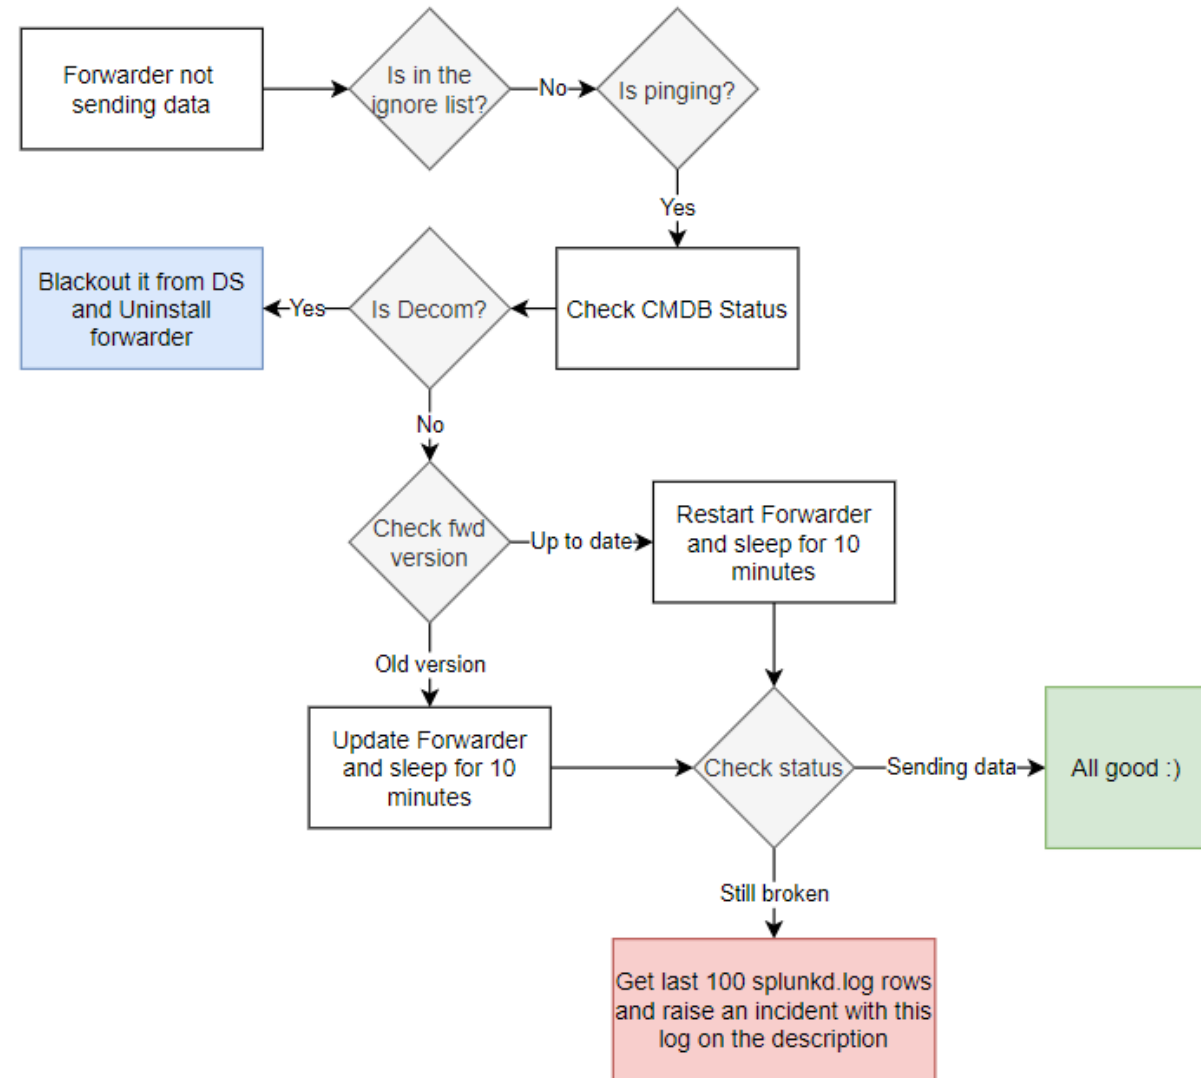 Forwarder not
sending data
Is in the
ignore list?
No
Is pinging?
Yes
Blackout it from DS
and Uninstall
forwarder
Yes
Is Decom?
Check CMDB Status
No
Check fwd
version
Up to date
Restart Forwarder
and sleep for 10
minutes
Old version
Update Forwarder
and sleep for 10
minutes
Check status
Sending data
All good :)
Still broken
Get last 100 splunkd.log rows
and raise an incident with this
log on the description